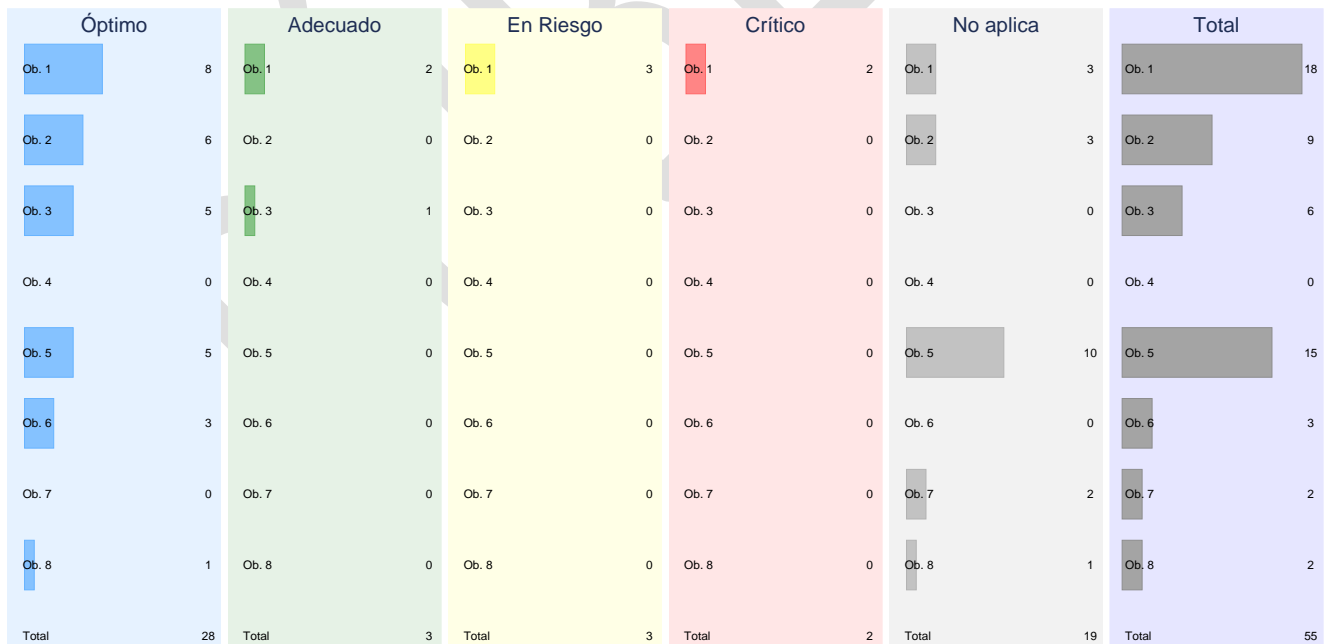 Óptimo Adecuado En Riesgo Crítico No aplica Total
Ob. 1 8 Ob. 1 2 Ob. 1 3 Ob. 1 2 Ob. 1 3 Ob. 1 18
Ob. 2 6 Ob. 2 0 Ob. 2 0 Ob. 2 0 Ob. 2 3 Ob. 2 9
Ob. 3 5 Ob. 3 1 Ob. 3 0 Ob. 3 0 Ob. 3 0 Ob. 3 6
Ob. 4 0 Ob. 4 0 Ob. 4 0 Ob. 4 0 Ob. 4 0 Ob. 4 0
Ob. 5 5 Ob. 5 0 Ob. 5 0 Ob. 5 0 Ob. 5 10 Ob. 5 15
Ob. 6 3 Ob. 6 0 Ob. 6 0 Ob. 6 0 Ob. 6 0 Ob. 6 3
Ob. 7 0 Ob. 7 0 Ob. 7 0 Ob. 7 0 Ob. 7 2 Ob. 7 2
Ob. 8 1 Ob. 8 0 Ob. 8 0 Ob. 8 0 Ob. 8 1 Ob. 8 2
Total 28 Total 3 Total 3 Total 2 Total 19 Total 55